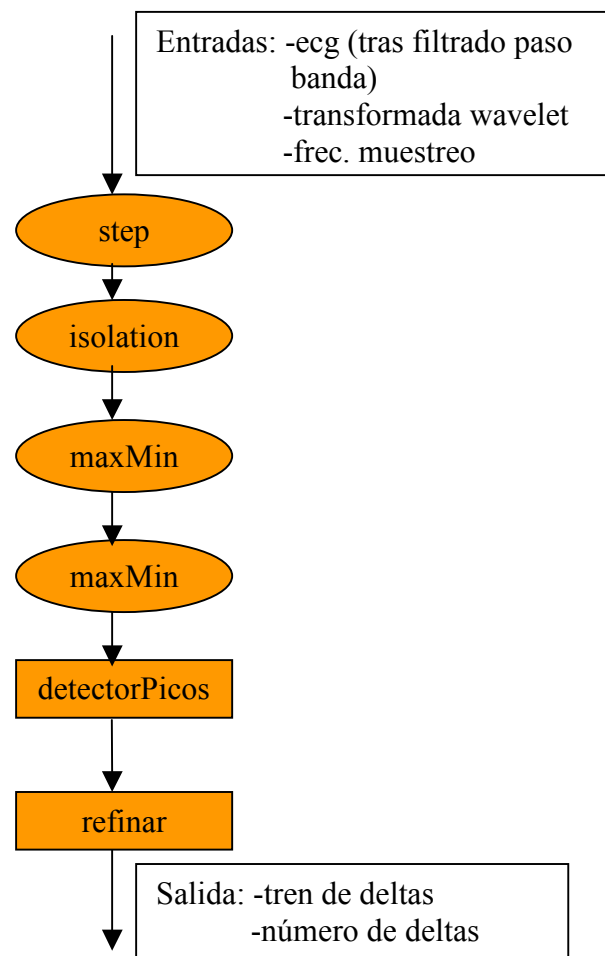 Entradas: -ecg (tras filtrado paso
banda)
-transformada wavelet
-frec. muestreo
step
isolation
maxMin
maxMin
detectorPicos
refinar
Salida: -tren de deltas
-número de deltas